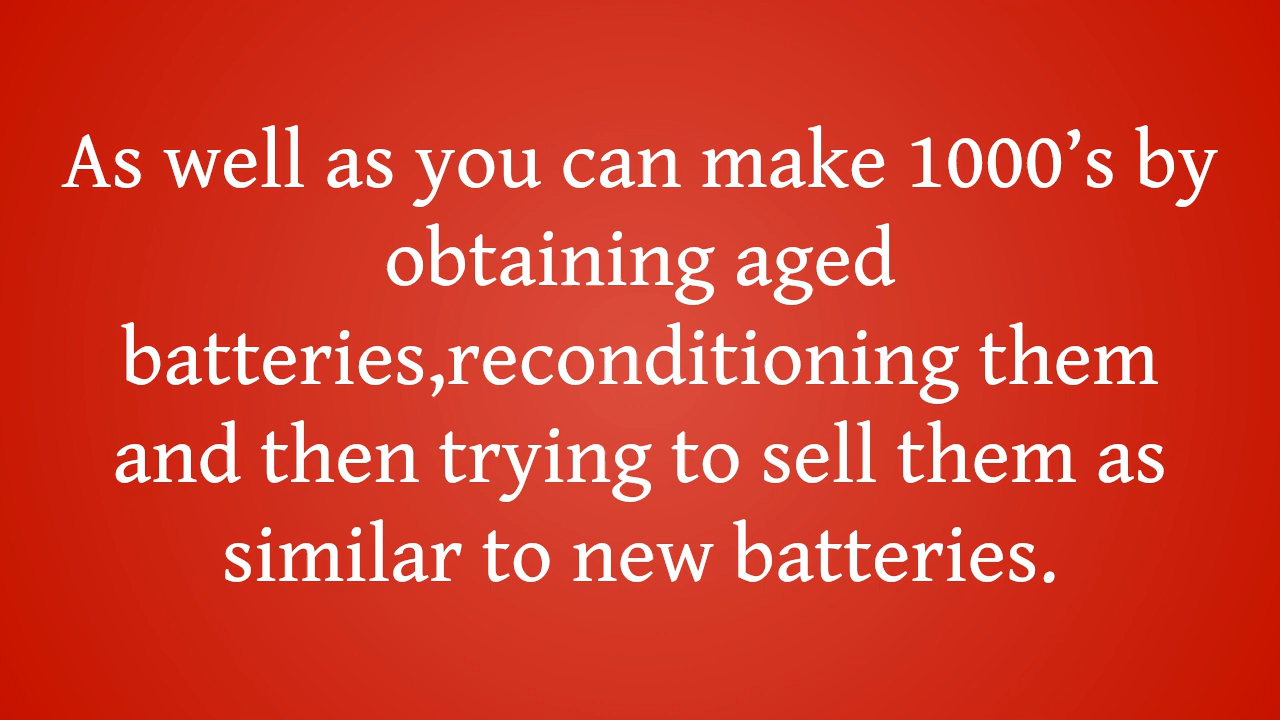 As well as you can make 1000’s by
obtaining aged
batteries,reconditioning them
and then trying to sell them as
similar to new batteries.